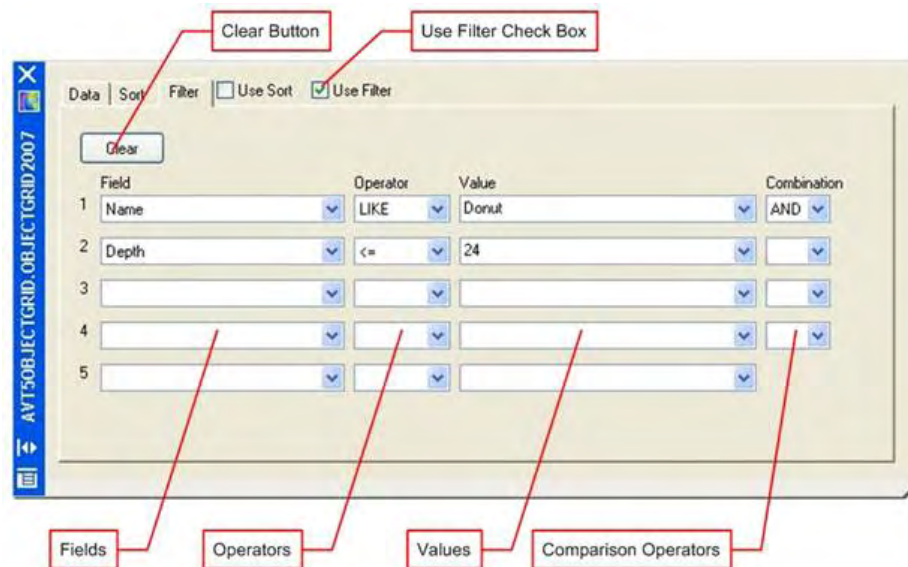 Clear Button
Use Filter Check Box
Data Sort Filter Use Sort Use Filter
Clear
Field Operator Value Combination
1 Name LIKE Donut AND
2 Depth <= 24
3
4
5
AVT5OBJECTGRID.OBJECTGRID2007
Fields
Operators
Values
Comparison Operators